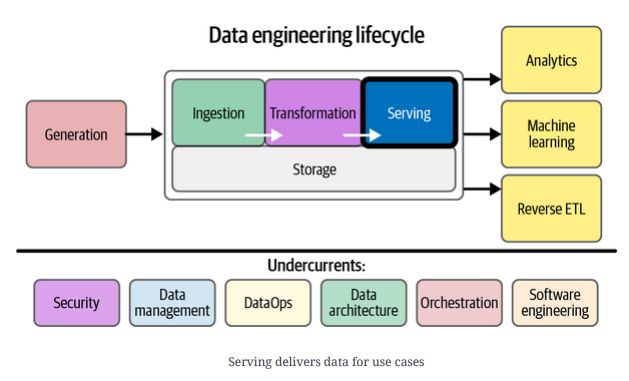 Data engineering lifecycle
Generation
Ingestion
Transformation
Serving
Storage
Analytics
Machine
learning
Reverse ETL
Undercurrents:
Security
Data
management
DataOps
Data
architecture
Orchestration
Software
engineering
Serving delivers data for use cases